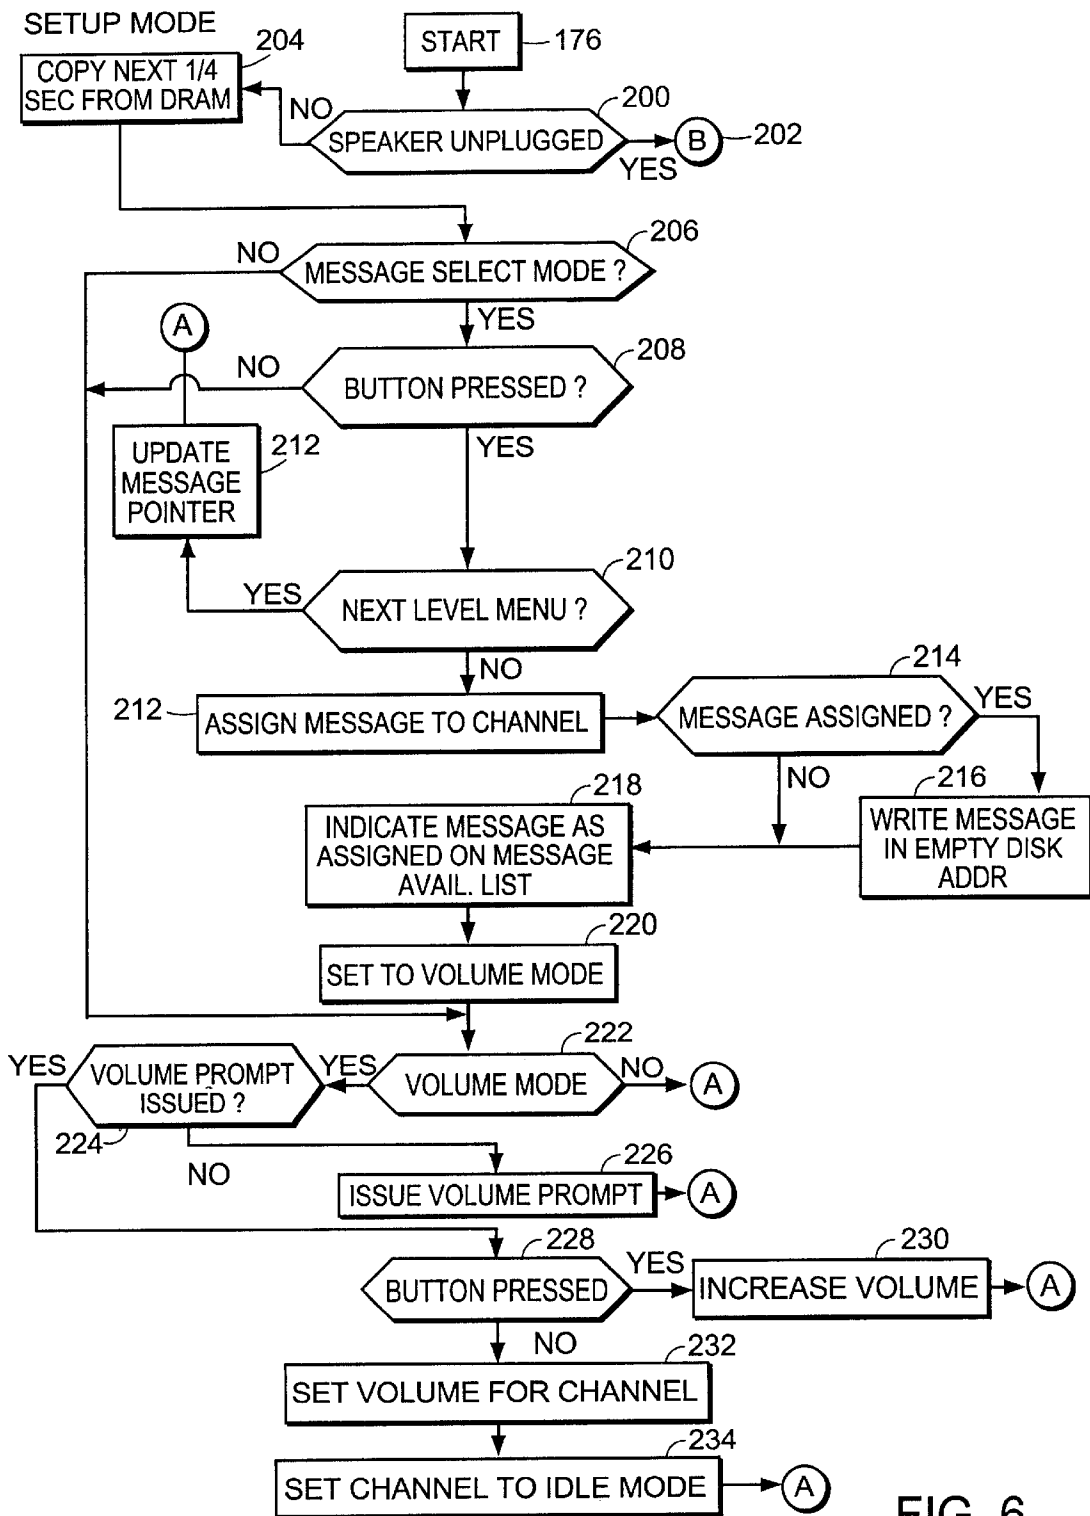 SETUP MODE
204
START
176
COPY NEXT 1/4
SEC FROM DRAM
NO
200
SPEAKER UNPLUGGED
B
202
YES
206
NO
MESSAGE SELECT MODE ?
YES
A
208
NO
BUTTON PRESSED ?
YES
UPDATE
MESSAGE
POINTER
212
210
YES
NEXT LEVEL MENU ?
NO
214
212
ASSIGN MESSAGE TO CHANNEL
MESSAGE ASSIGNED ?
YES
NO
216
218
INDICATE MESSAGE AS
ASSIGNED ON MESSAGE
AVAIL. LIST
WRITE MESSAGE
IN EMPTY DISK
ADDR
220
SET TO VOLUME MODE
222
YES
VOLUME PROMPT
ISSUED ?
YES
VOLUME MODE
NO
A
224
NO
226
ISSUE VOLUME PROMPT
A
228
BUTTON PRESSED
YES
230
INCREASE VOLUME
A
NO
232
SET VOLUME FOR CHANNEL
234
SET CHANNEL TO IDLE MODE
A
FIG. 6